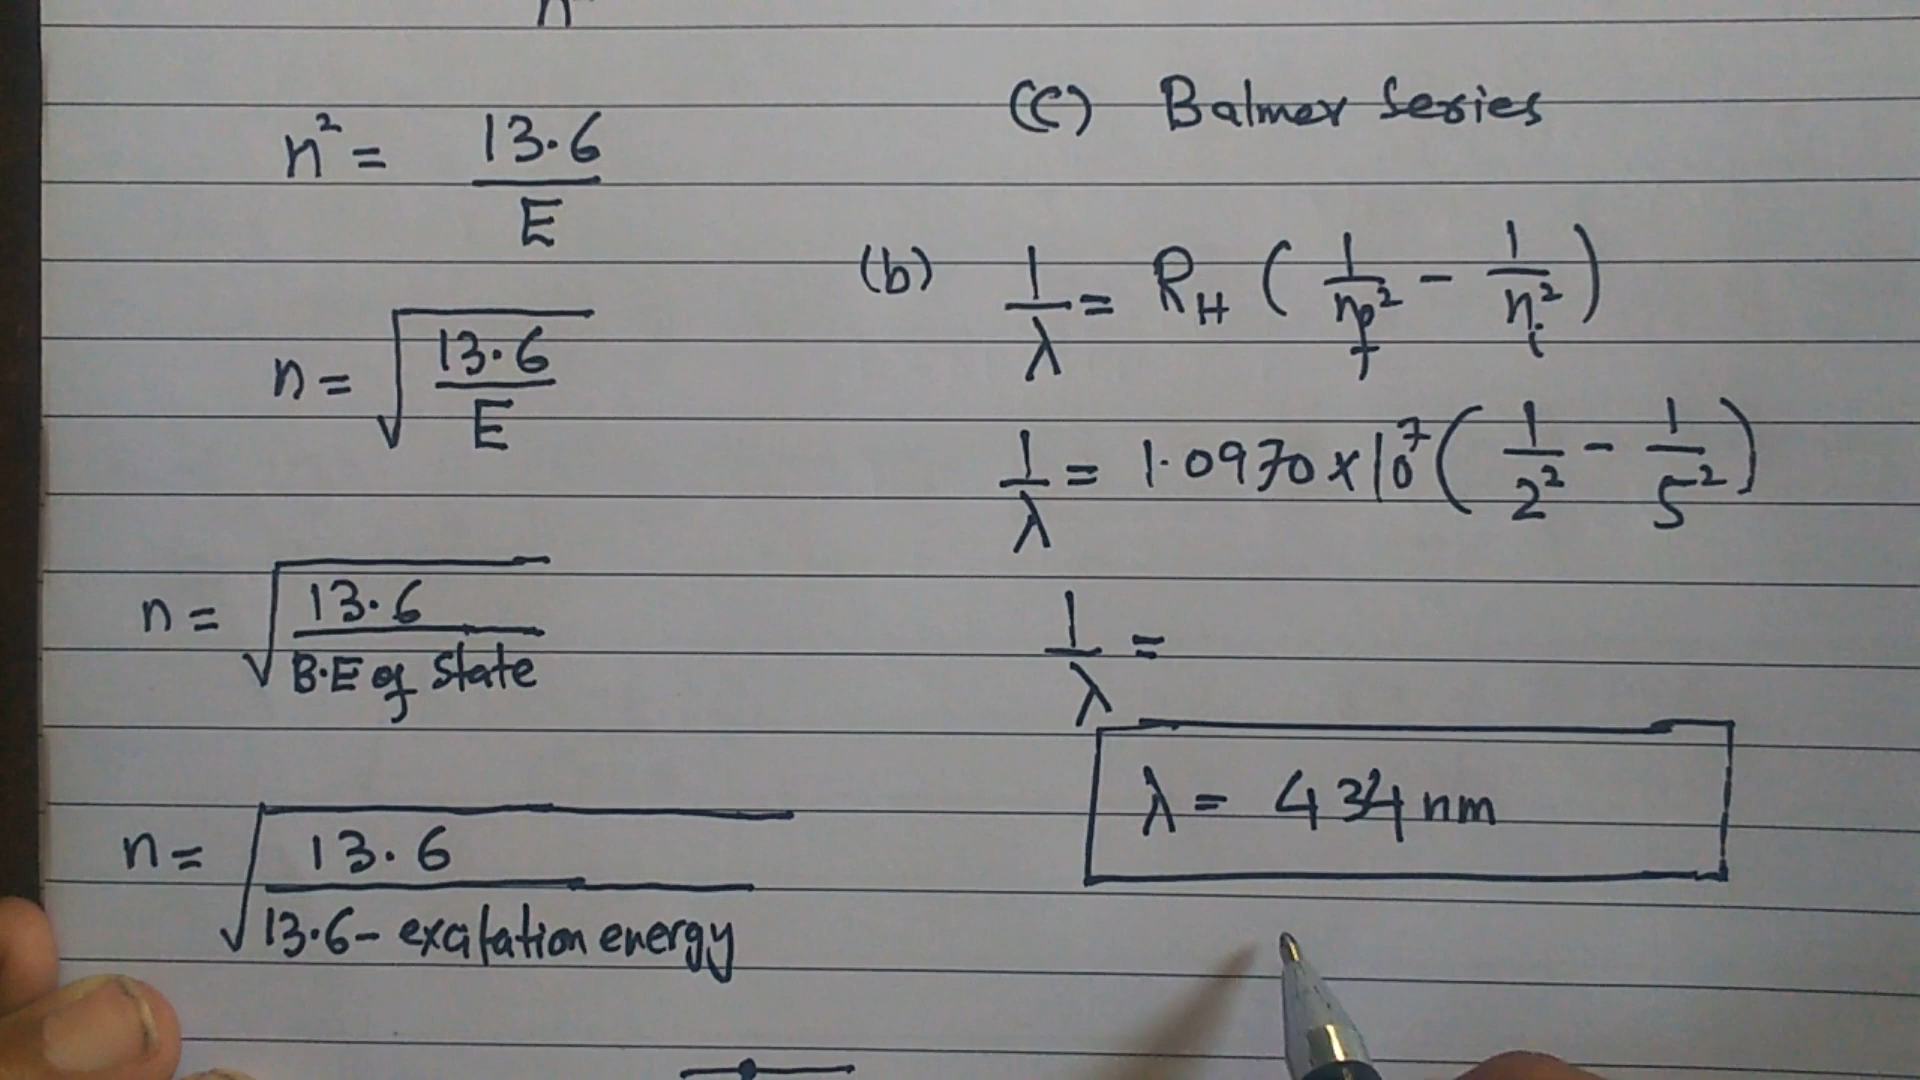 n² = 13.6 / E
n = √(13.6 / E)
n = √(13.6 / B.E of state)
n = √(13.6 / 13.6 - excitation energy)
(C) Balmer Series
(b) 1/λ = R_H ( 1/n_f² - 1/n_i² )
1/λ = 1.0970 × 10⁷ ( 1/2² - 1/5² )
1/λ =
λ = 434 nm